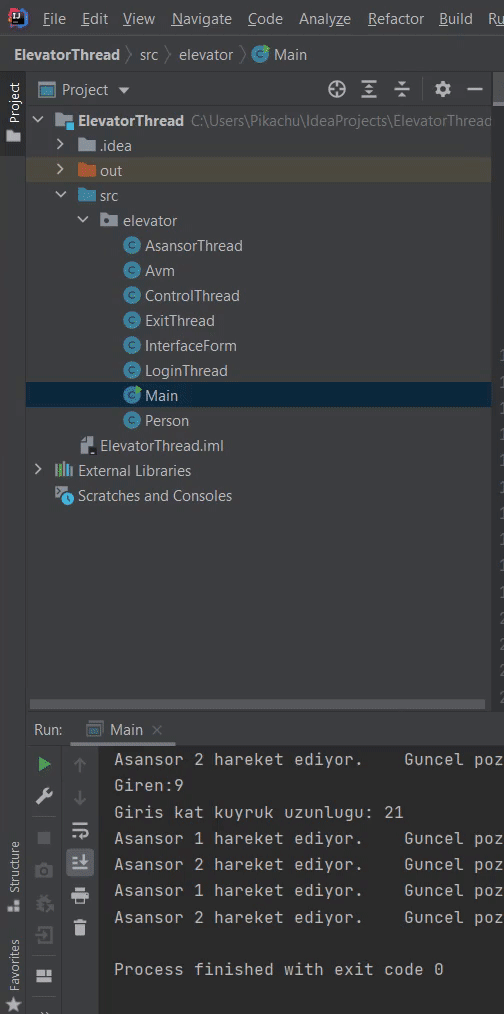 File Edit View Navigate Code Analyze Refactor Build Ru
ElevatorThread src elevator Main
Project
Project
ElevatorThread C:\Users\Pikachu\IdeaProjects\ElevatorThread
.idea
out
src
elevator
AsansorThread
Avm
ControlThread
ExitThread
InterfaceForm
LoginThread
Main
Person
ElevatorThread.iml
External Libraries
Scratches and Consoles
Run: Main
Asansor 2 hareket ediyor. Guncel poz
Giren:9
Giris kat kuyruk uzunlugu: 21
Asansor 1 hareket ediyor. Guncel poz
Asansor 2 hareket ediyor. Guncel poz
Asansor 1 hareket ediyor. Guncel poz
Asansor 2 hareket ediyor. Guncel poz
Process finished with exit code 0
Structure
Favorites